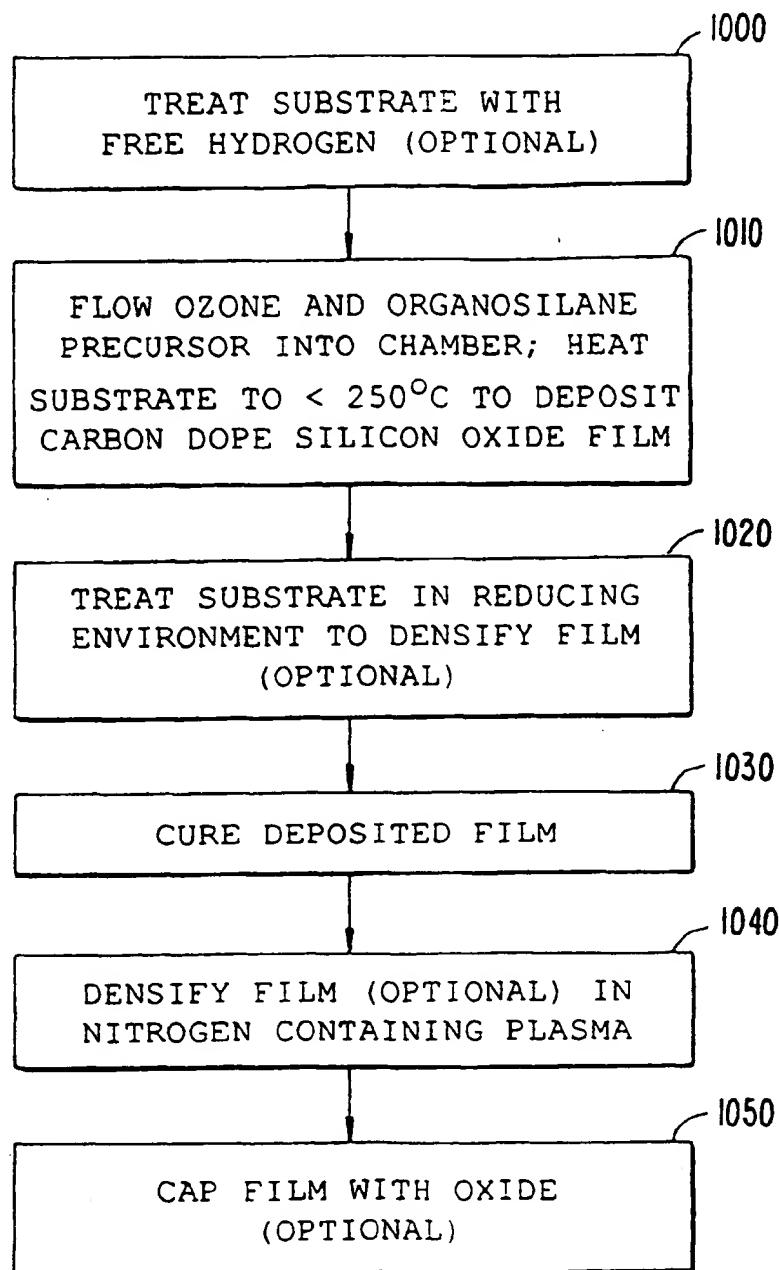 1000
TREAT SUBSTRATE WITH
FREE HYDROGEN (OPTIONAL)
1010
FLOW OZONE AND ORGANOSILANE
PRECURSOR INTO CHAMBER; HEAT
SUBSTRATE TO < 250°C TO DEPOSIT
CARBON DOPE SILICON OXIDE FILM
1020
TREAT SUBSTRATE IN REDUCING
ENVIRONMENT TO DENSIFY FILM
(OPTIONAL)
1030
CURE DEPOSITED FILM
1040
DENSIFY FILM (OPTIONAL) IN
NITROGEN CONTAINING PLASMA
1050
CAP FILM WITH OXIDE
(OPTIONAL)